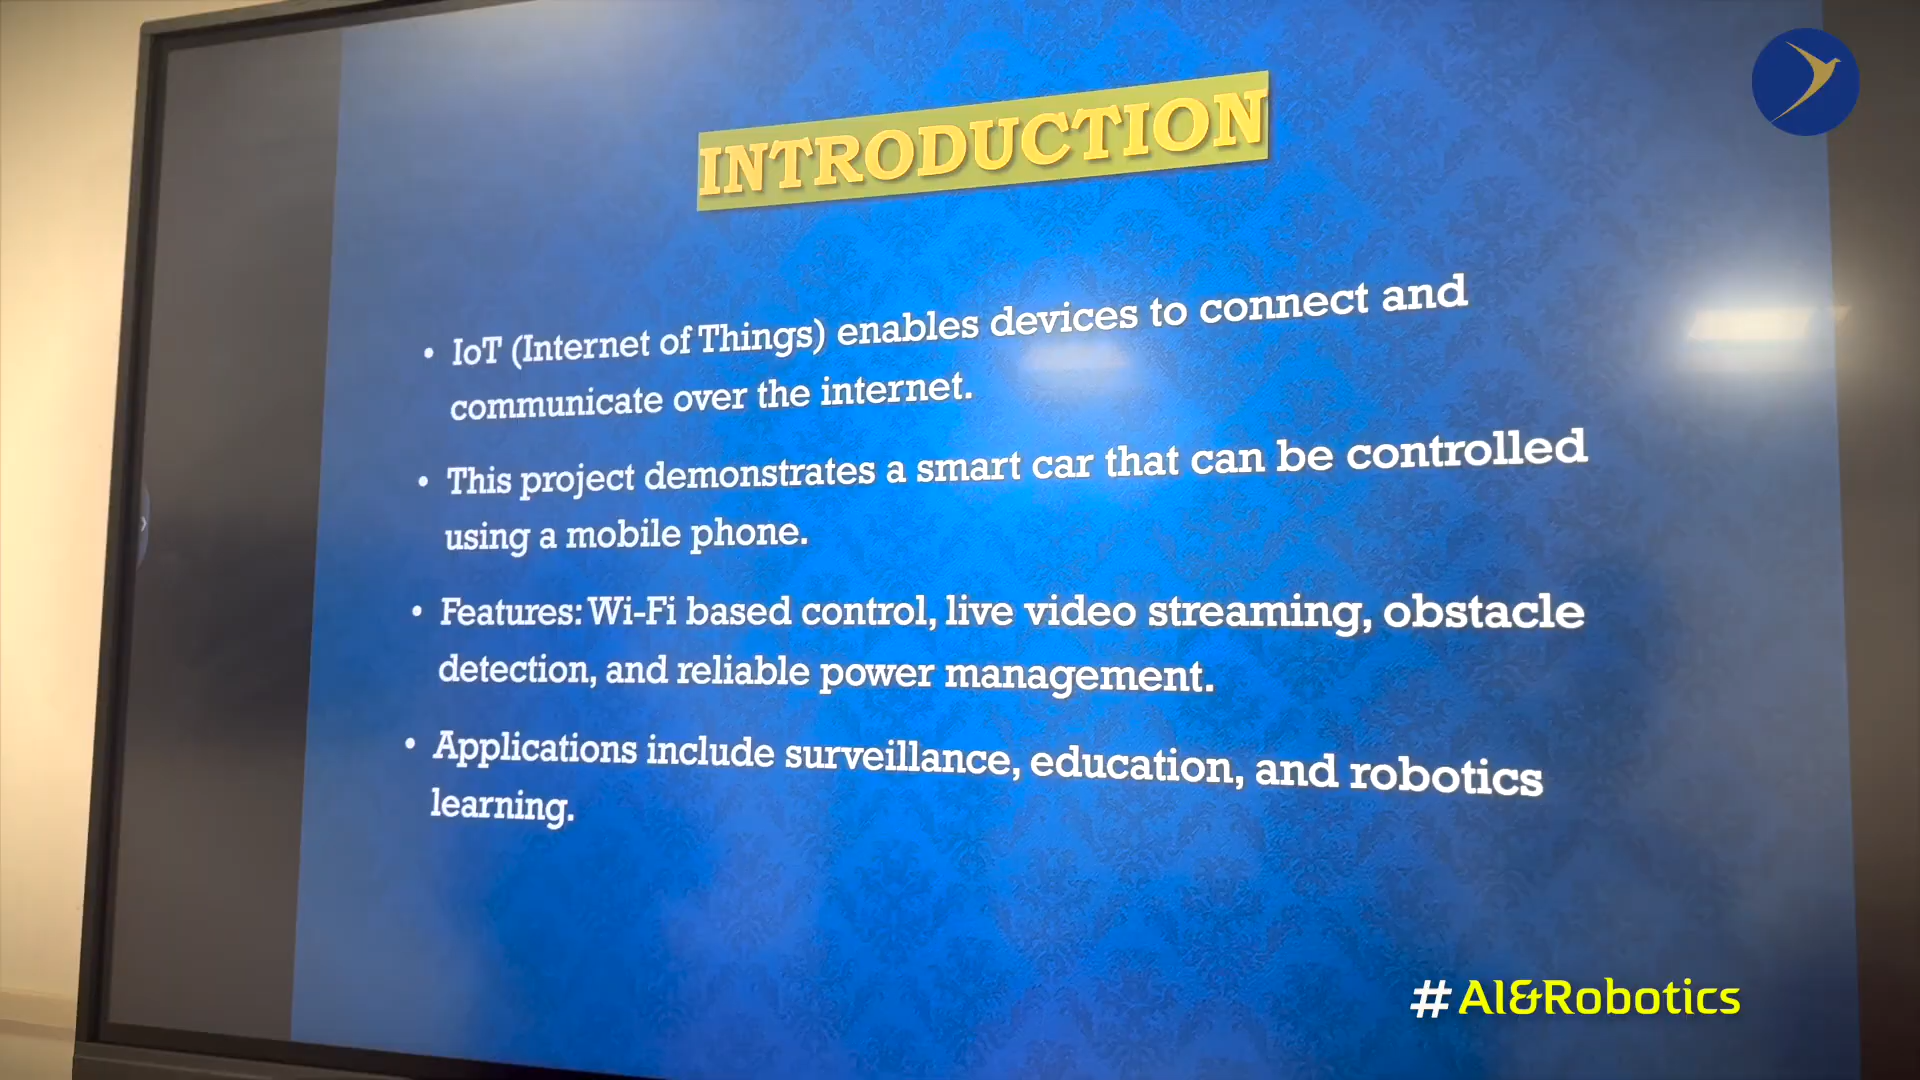 INTRODUCTION
• IoT (Internet of Things) enables devices to connect and
communicate over the internet.
• This project demonstrates a smart car that can be controlled
using a mobile phone.
• Features: Wi-Fi based control, live video streaming, obstacle
detection, and reliable power management.
• Applications include surveillance, education, and robotics
learning.
#AI&Robotics